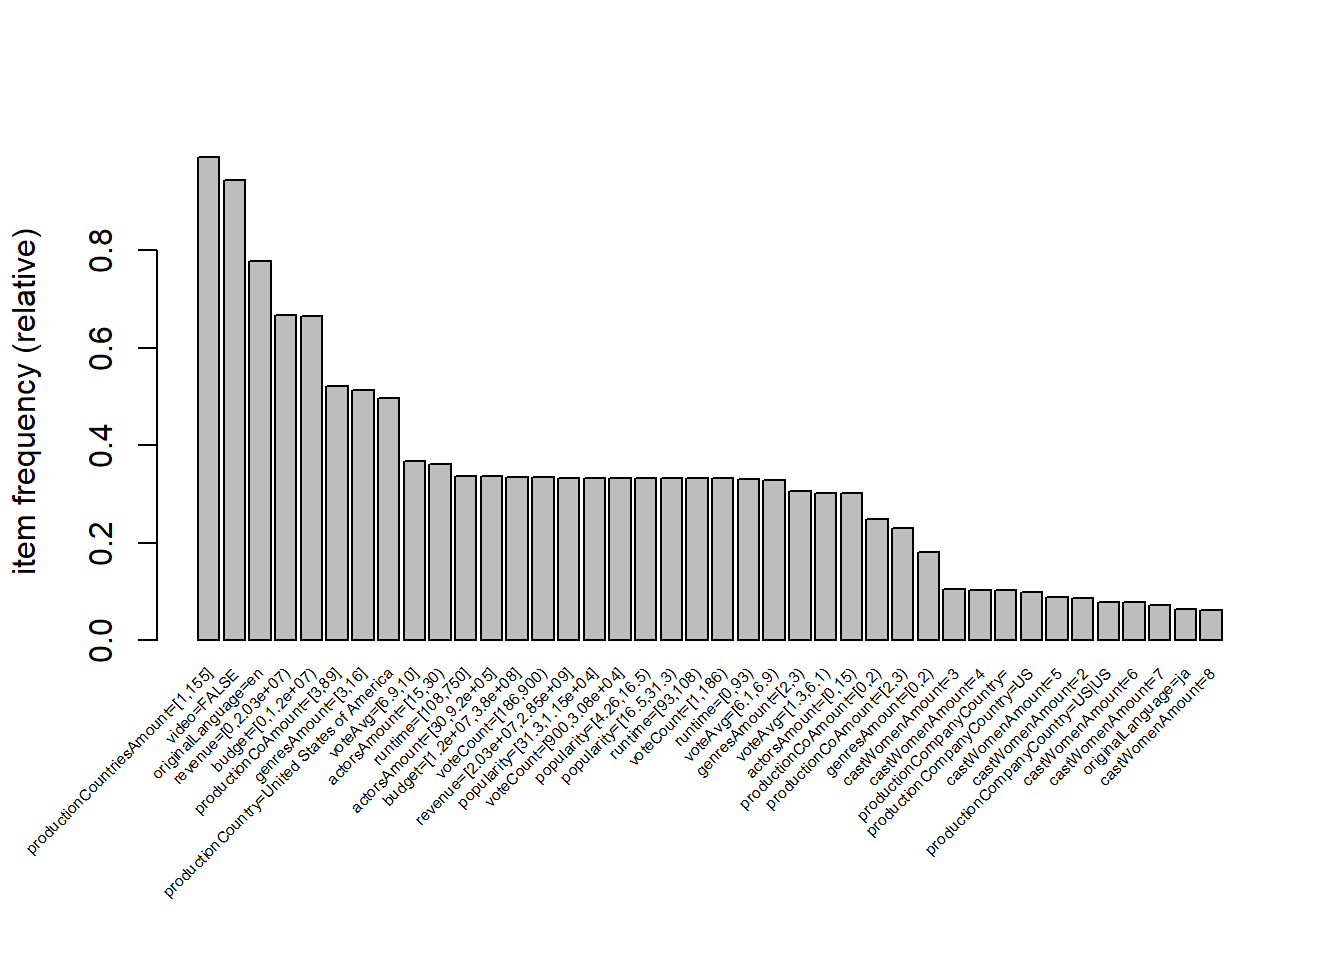 item frequency (relative)
0.8
0.6
0.4
0.2
0.0
productionCountriesAmount=[1,155]
video=FALSE
originalLanguage=en
revenue=[0,2.03e+07)
budget=[0,1.2e+07)
productionCoAmount=[3,89]
genresAmount=[3,16]
productionCountry=United States of America
voteAvg=[6.9,10]
actorsAmount=[15,30)
runtime=[108,750]
actorsAmount=[30,9.2e+05]
budget=[1.2e+07,3.8e+08]
voteCount=[186,900)
revenue=[2.03e+07,2.85e+09]
popularity=[31.3,1.15e+04]
voteCount=[900,3.08e+04]
popularity=[4.26,16.5)
popularity=[16.5,31.3)
runtime=[93,108)
voteCount=[1,186)
runtime=[0,93)
voteAvg=[6.1,6.9)
genresAmount=[2,3)
voteAvg=[1.3,6.1)
actorsAmount=[0,15)
productionCoAmount=[0,2)
productionCoAmount=[2,3)
genresAmount=[0,2)
castWomenAmount=3
castWomenAmount=4
productionCompanyCountry=
productionCompanyCountry=US
castWomenAmount=5
castWomenAmount=2
productionCompanyCountry=US|US
castWomenAmount=6
castWomenAmount=7
originalLanguage=ja
castWomenAmount=8